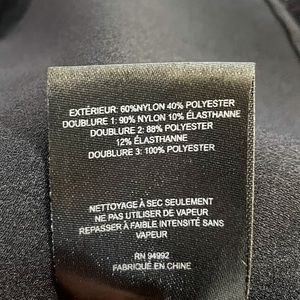 EXTÉRIEUR: 60%NYLON 40% POLYESTER
DOUBLURE 1: 90% NYLON 10% ÉLASTHANNE
DOUBLURE 2: 88% POLYESTER
12% ÉLASTHANNE
DOUBLURE 3: 100% POLYESTER
NETTOYAGE À SEC SEULEMENT
NE PAS UTILISER DE VAPEUR
REPASSER À FAIBLE INTENSITÉ SANS
VAPEUR
RN 94992
FABRIQUÉ EN CHINE